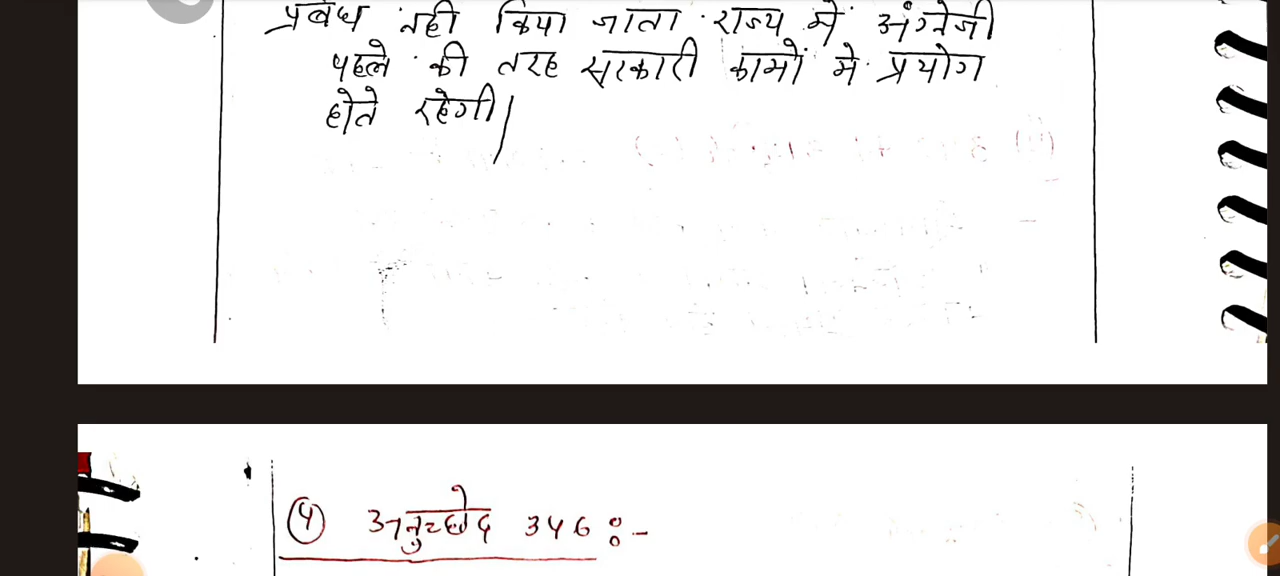 प्रबंध नही किया जाता राज्य में अंग्रेजी
पहले की तरह सरकारी कामों मे प्रयोग
होते रहेगी।
(4) अनुच्छेद 346 :-